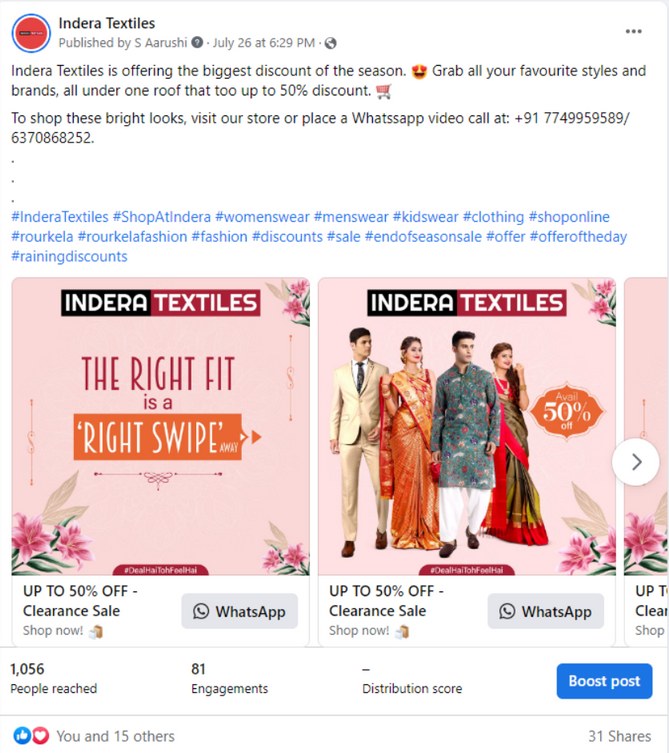 Indera Textiles
Published by S Aarushi · July 26 at 6:29 PM ·
Indera Textiles is offering the biggest discount of the season. 😍 Grab all your favourite styles and
brands, all under one roof that too up to 50% discount. 🛒
To shop these bright looks, visit our store or place a Whatssapp video call at: +91 7749959589/
6370868252.
.
.
.
#InderaTextiles #ShopAtIndera #womenswear #menswear #kidswear #clothing #shoponline
#rourkela #rourkelafashion #fashion #discounts #sale #endofseasonsale #offer #offeroftheday
#rainingdiscounts
INDERA TEXTILES
THE RIGHT FIT
is a
'RIGHT SWIPE'
AWAY
#DealHaiTohFeelHai
UP TO 50% OFF -
Clearance Sale
Shop now!
WhatsApp
INDERA TEXTILES
Avail
50%
off
#DealHaiTohFeelHai
UP TO 50% OFF -
Clearance Sale
Shop now!
WhatsApp
UP T
Clea
Shop
1,056
People reached
81
Engagements
–
Distribution score
Boost post
You and 15 others
31 Shares